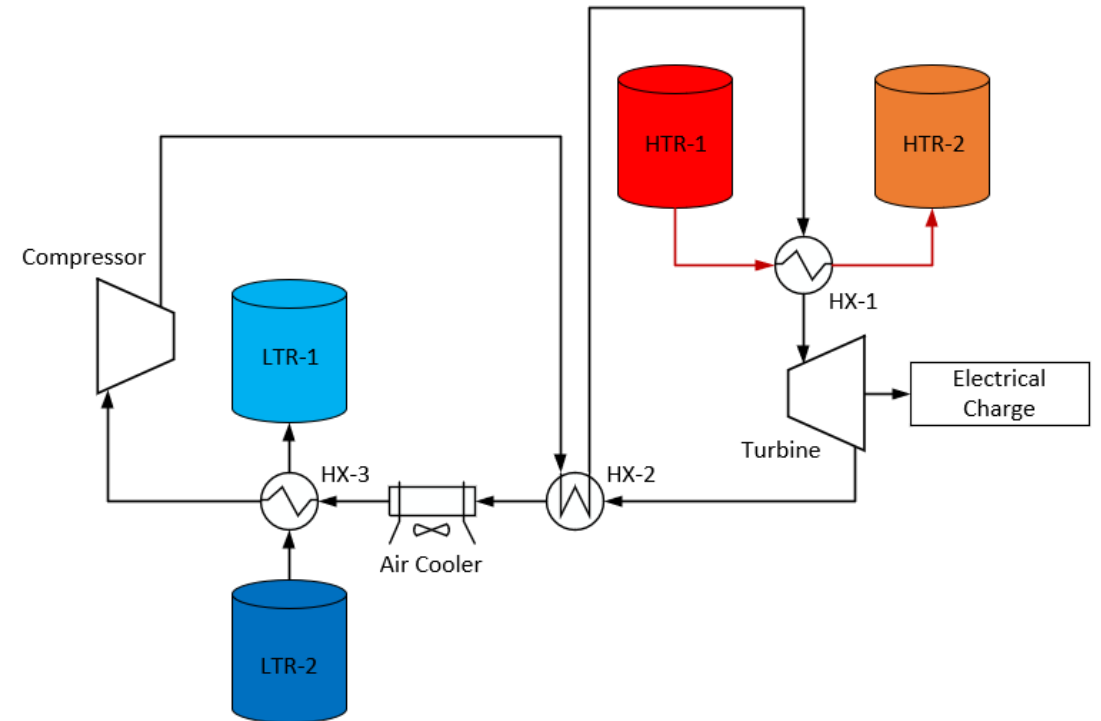 HTR-1
HTR-2
Compressor
HX-1
LTR-1
Electrical
Charge
Turbine
HX-3
HX-2
Air Cooler
LTR-2